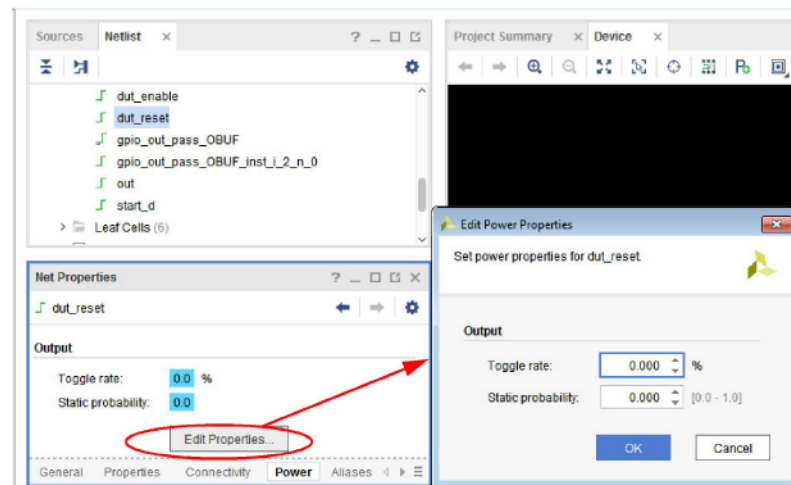 Sources Netlist
Project Summary Device
dut_enable
dut_reset
gpio_out_pass_OBUF
gpio_out_pass_OBUF_inst_i_2_n_0
out
start_d
Leaf Cells (6)
Net Properties
dut_reset
Output
Toggle rate: 0.0 %
Static probability: 0.0
Edit Properties...
General Properties Connectivity Power Aliases
Edit Power Properties
Set power properties for dut_reset.
Output
Toggle rate: 0.000 %
Static probability: 0.000 [0.0 - 1.0]
OK Cancel